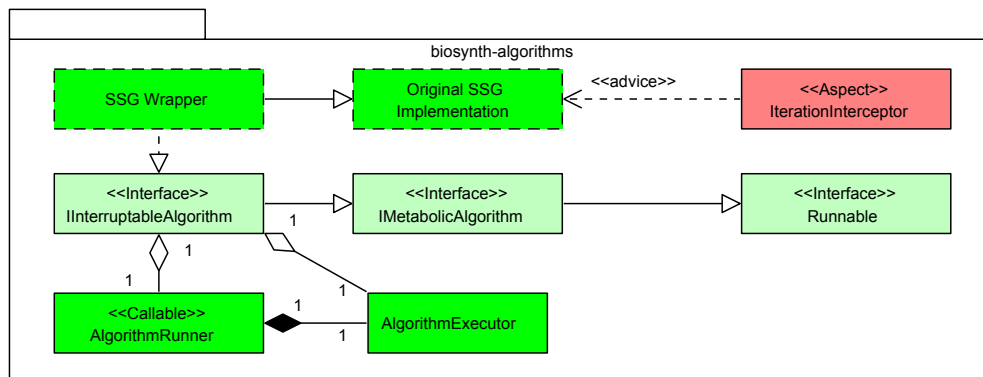 biosynth-algorithms
SSG Wrapper
Original SSG
Implementation
<<advice>>
<<Aspect>>
IterationInterceptor
<<Interface>>
IInterruptableAlgorithm
1
<<Interface>>
IMetabolicAlgorithm
<<Interface>>
Runnable
1
1
1
<<Callable>>
AlgorithmRunner
1
1
AlgorithmExecutor